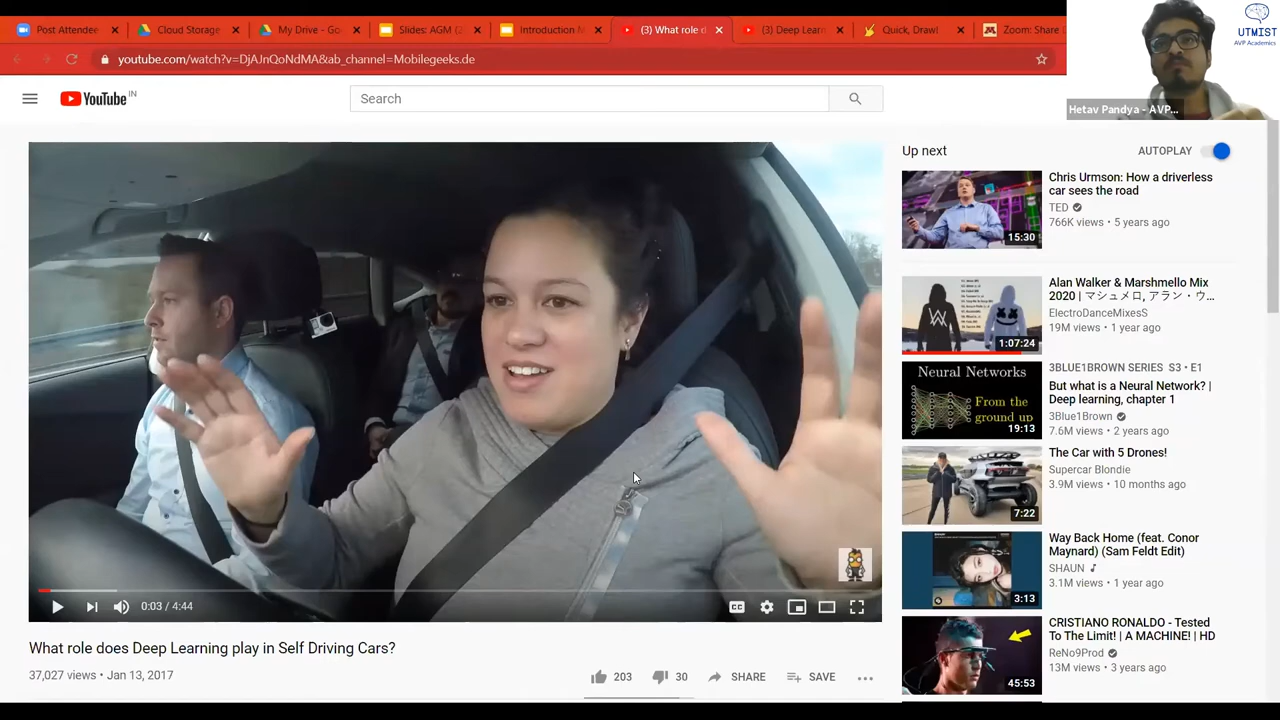 Post Attendee
Cloud Storage
My Drive - Go
Slides: AGM (2
Introduction M
(3) What role d
(3) Deep Learn
Quick, Draw!
Zoom: Share
youtube.com/watch?v=DjAJnQoNdMA&ab_channel=Mobilegeeks.de
UTMIST
AVP Academics
Hetav Pandya - AVP...
YouTube IN
Search
Up next
AUTOPLAY
15:30
Chris Urmson: How a driverless
car sees the road
TED
766K views • 5 years ago
1:07:24
Alan Walker & Marshmello Mix
2020 | マシュメロ, アラン・ウ...
ElectroDanceMixesS
19M views • 1 year ago
Neural Networks
From the
ground up
19:13
3BLUE1BROWN SERIES S3 • E1
But what is a Neural Network? |
Deep learning, chapter 1
3Blue1Brown
7.6M views • 2 years ago
7:22
The Car with 5 Drones!
Supercar Blondie
3.9M views • 10 months ago
3:13
Way Back Home (feat. Conor
Maynard) (Sam Feldt Edit)
SHAUN
3.1M views • 1 year ago
45:53
CRISTIANO RONALDO - Tested
To The Limit! | A MACHINE! | HD
ReNo9Prod
13M views • 3 years ago
0:03 / 4:44
CC
What role does Deep Learning play in Self Driving Cars?
37,027 views • Jan 13, 2017
203
30
SHARE
SAVE